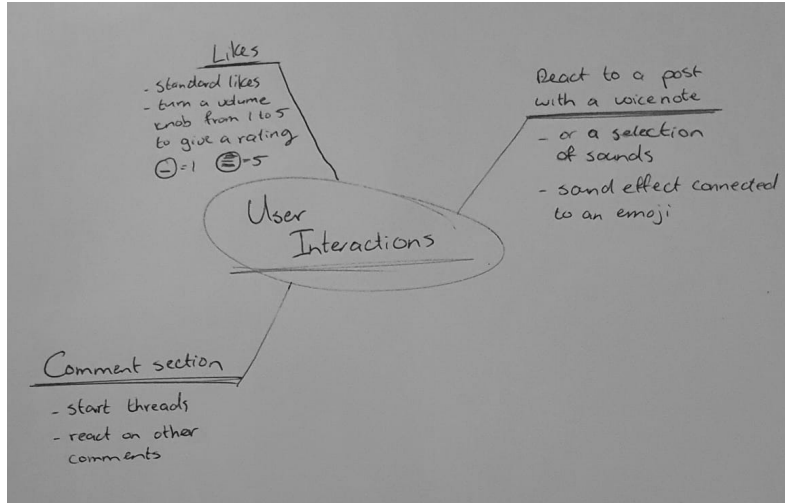 Likes
- standard likes
- turn a volume
knob from 1 to 5
to give a rating
=1 =5
React to a post
with a voicenote
- or a selection
of sounds
- sound effect connected
to an emoji
User
Interactions
Comment section
- start threads
- react on other
comments